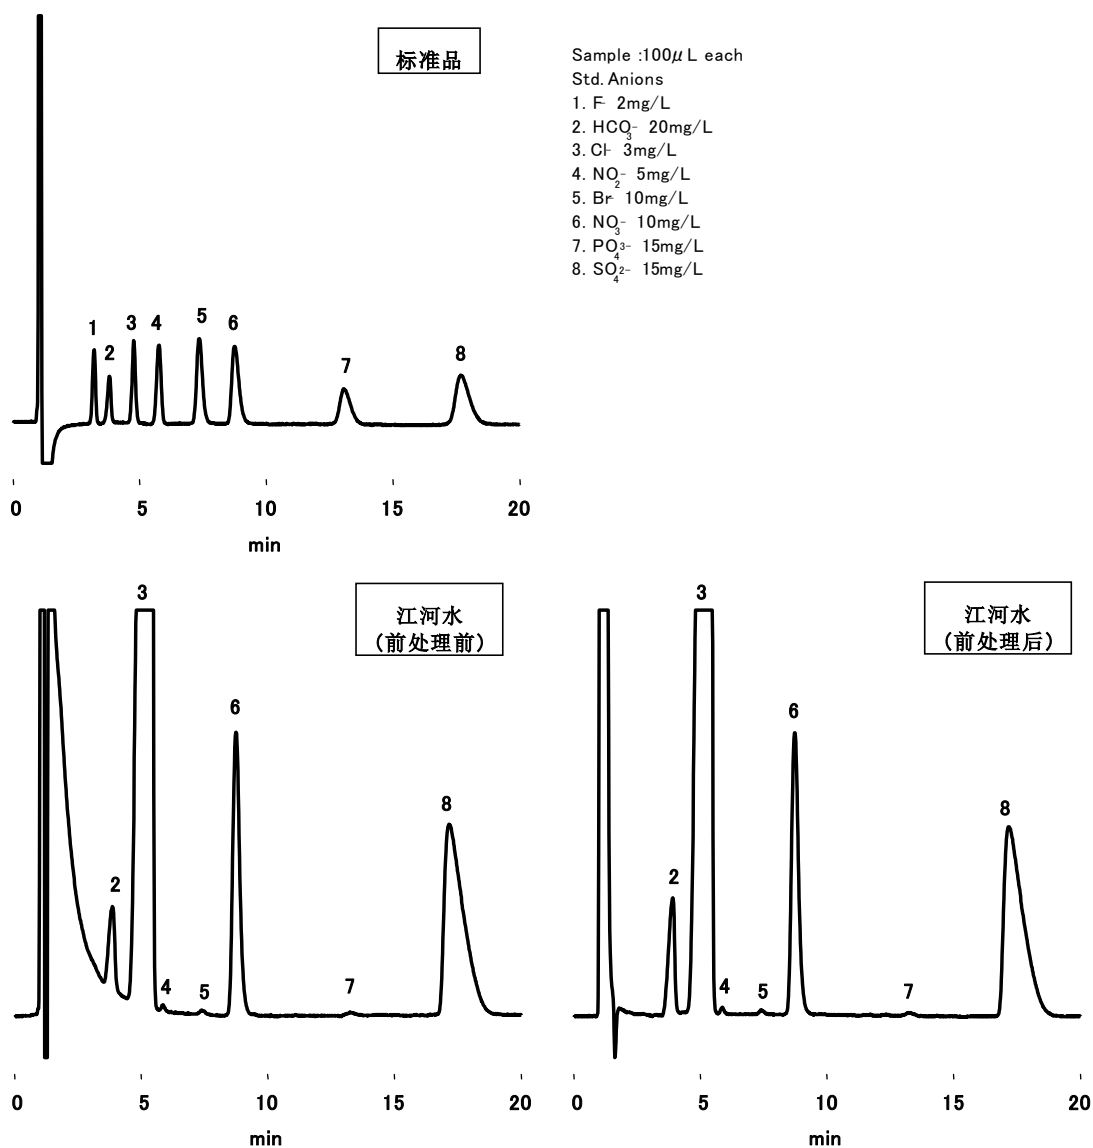 标准品
Sample :100μL each
Std. Anions
1. F- 2mg/L
2. HCO3- 20mg/L
3. Cl- 3mg/L
4. NO2- 5mg/L
5. Br- 10mg/L
6. NO3- 10mg/L
7. PO43- 15mg/L
8. SO42- 15mg/L
1 2 3 4 5 6 7 8
0 5 10 15 20
min
江河水
(前处理前)
3
6
8
2
4 5 7
0 5 10 15 20
min
江河水
(前处理后)
3
6
8
2
4 5 7
0 5 10 15 20
min